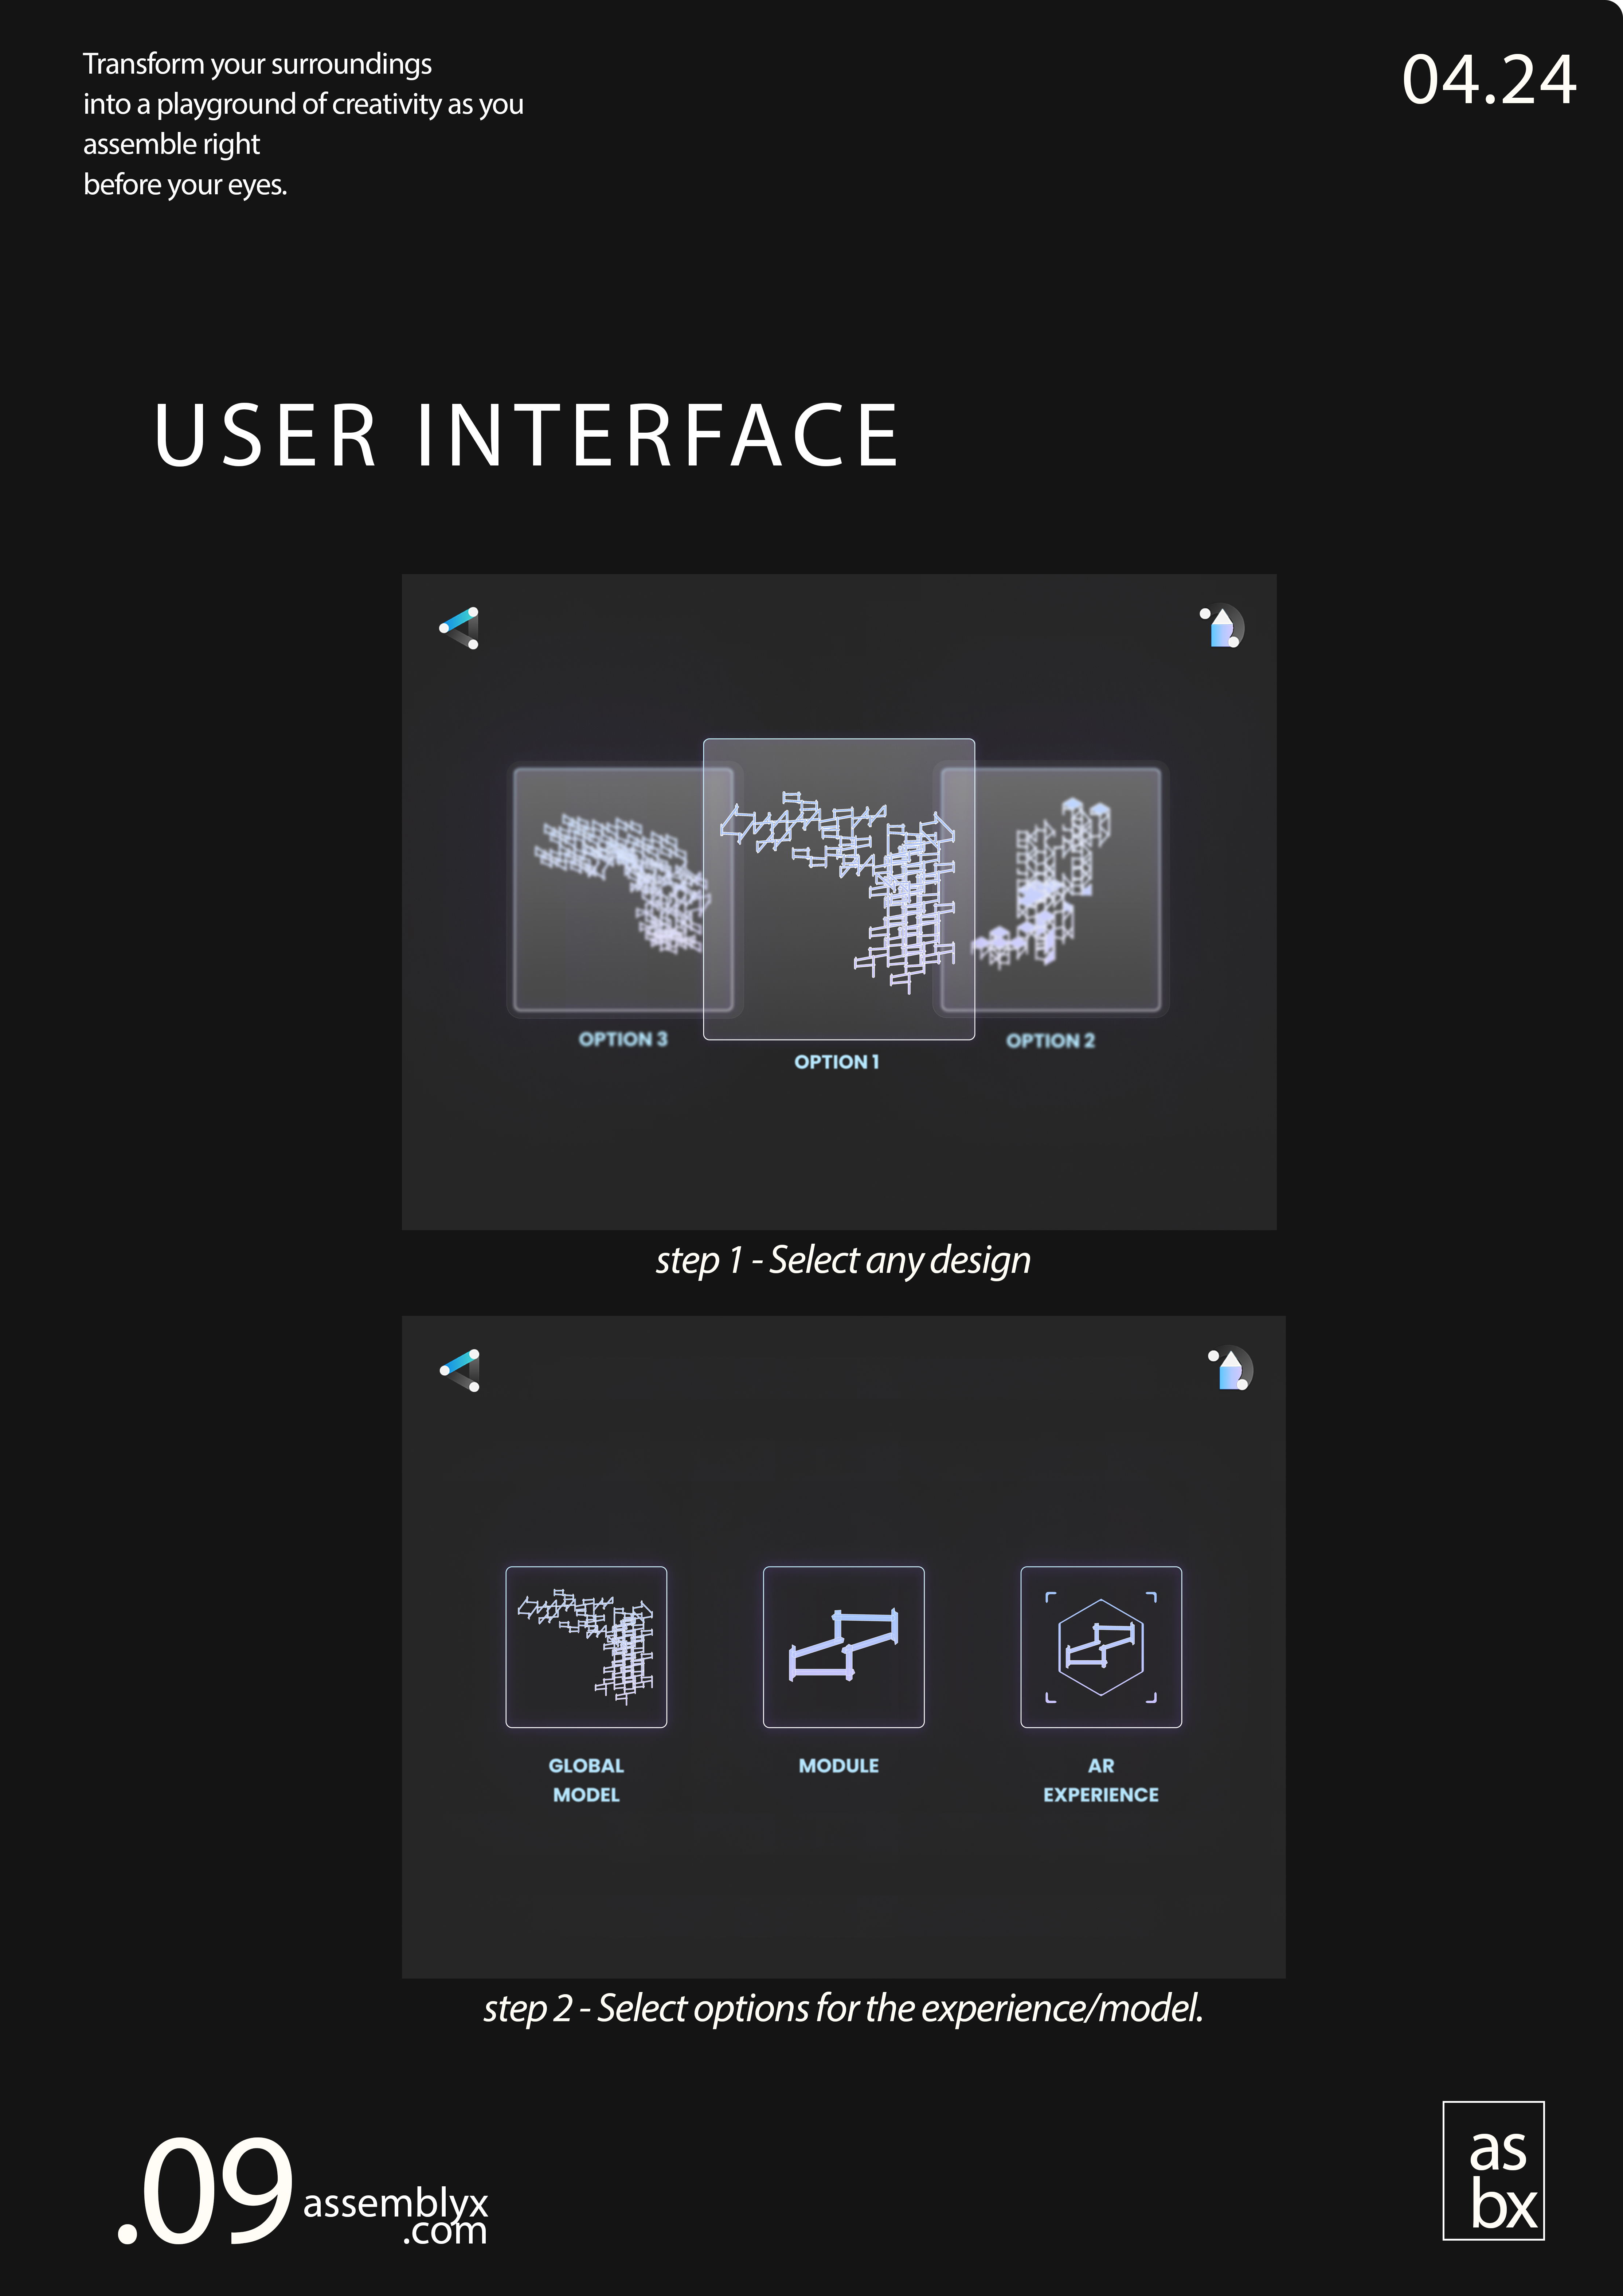 Transform your surroundings
into a playground of creativity as you
assemble right
before your eyes.
04.24
USER INTERFACE
OPTION 3
OPTION 1
OPTION 2
step 1 - Select any design
GLOBAL
MODEL
MODULE
AR
EXPERIENCE
step 2 - Select options for the experience/model.
.09
assemblyx
.com
as
bx